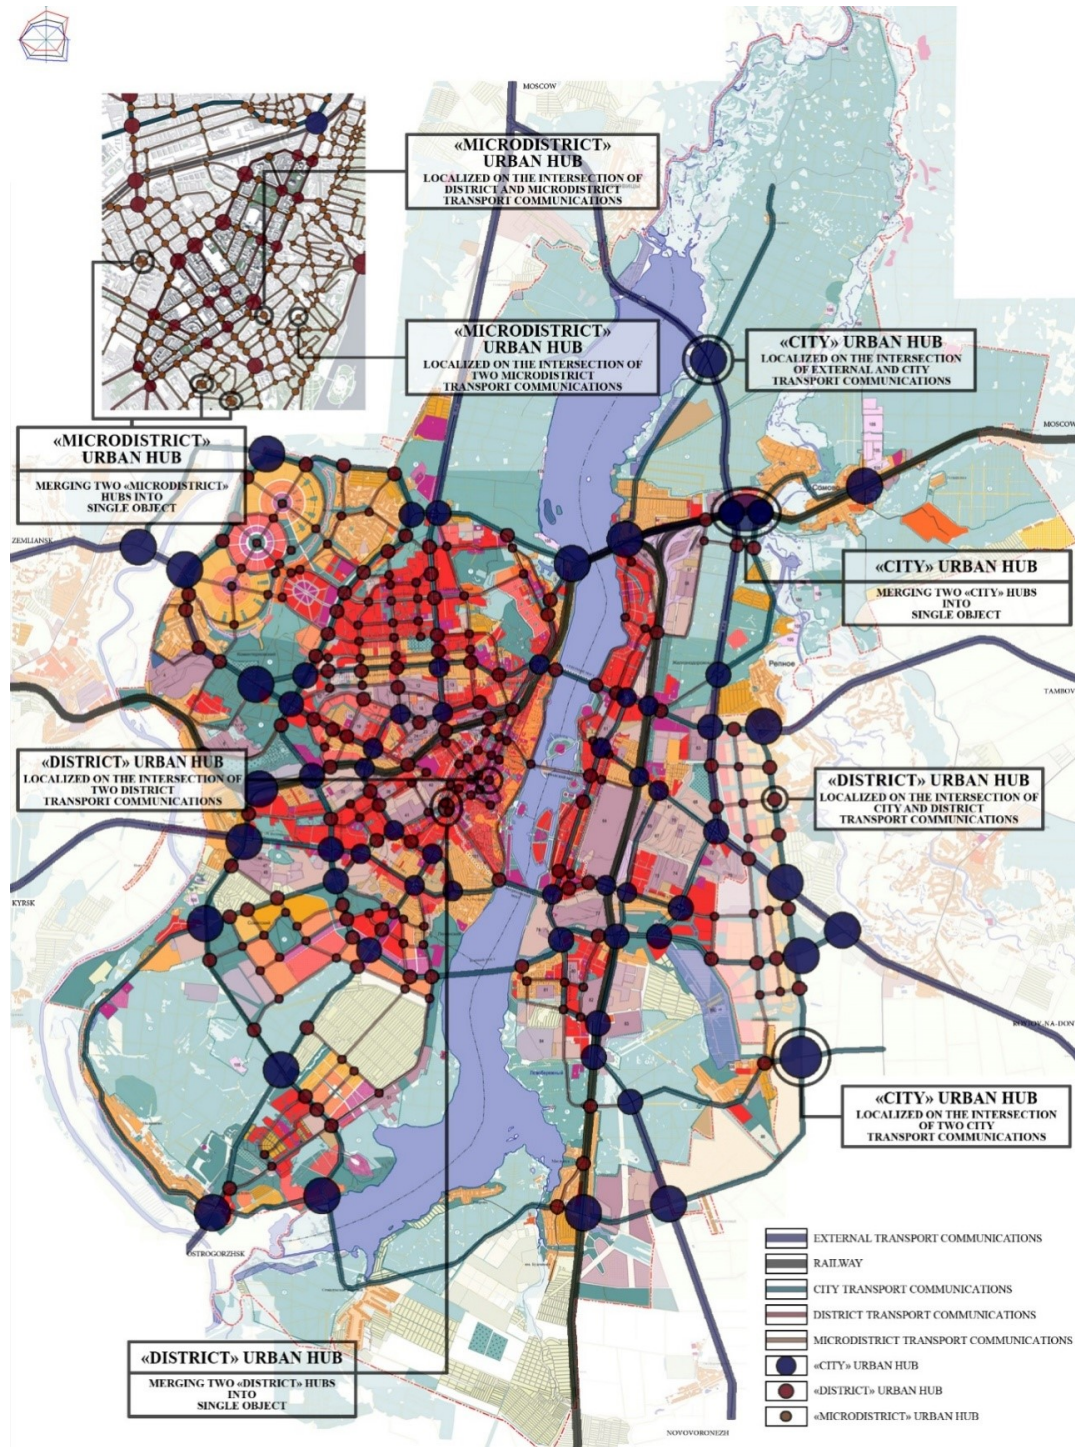 MOSCOW
«MICRODISTRICT»
URBAN HUB
LOCALIZED ON THE INTERSECTION OF
DISTRICT AND MICRODISTRICT
TRANSPORT COMMUNICATIONS
«MICRODISTRICT»
URBAN HUB
LOCALIZED ON THE INTERSECTION OF
TWO MICRODISTRICT
TRANSPORT COMMUNICATIONS
«CITY» URBAN HUB
LOCALIZED ON THE INTERSECTION
OF EXTERNAL AND CITY
TRANSPORT COMMUNICATIONS
MOSCOW
«MICRODISTRICT»
URBAN HUB
MERGING TWO «MICRODISTRICT»
HUBS INTO
SINGLE OBJECT
ZEMLIANSK
«CITY» URBAN HUB
MERGING TWO «CITY» HUBS
INTO
SINGLE OBJECT
Репное
TAMBOV
«DISTRICT» URBAN HUB
LOCALIZED ON THE INTERSECTION OF
TWO DISTRICT
TRANSPORT COMMUNICATIONS
«DISTRICT» URBAN HUB
LOCALIZED ON THE INTERSECTION OF
CITY AND DISTRICT
TRANSPORT COMMUNICATIONS
KYRSK
ROSTOV-NA-DON
«CITY» URBAN HUB
LOCALIZED ON THE INTERSECTION
OF TWO CITY
TRANSPORT COMMUNICATIONS
OSTROGORZHSK
«DISTRICT» URBAN HUB
MERGING TWO «DISTRICT» HUBS
INTO
SINGLE OBJECT
NOVOVORONEZH
EXTERNAL TRANSPORT COMMUNICATIONS
RAILWAY
CITY TRANSPORT COMMUNICATIONS
DISTRICT TRANSPORT COMMUNICATIONS
MICRODISTRICT TRANSPORT COMMUNICATIONS
«CITY» URBAN HUB
«DISTRICT» URBAN HUB
«MICRODISTRICT» URBAN HUB